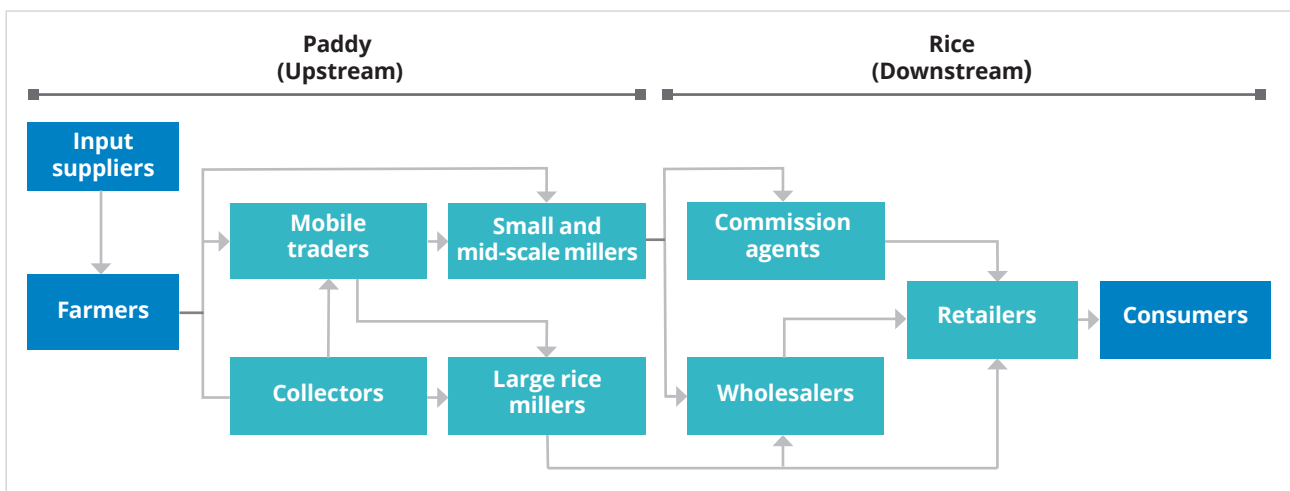 Paddy
(Upstream)
Rice
(Downstream)
Input
suppliers
Farmers
Mobile
traders
Small and
mid-scale millers
Collectors
Large rice
millers
Commission
agents
Wholesalers
Retailers
Consumers